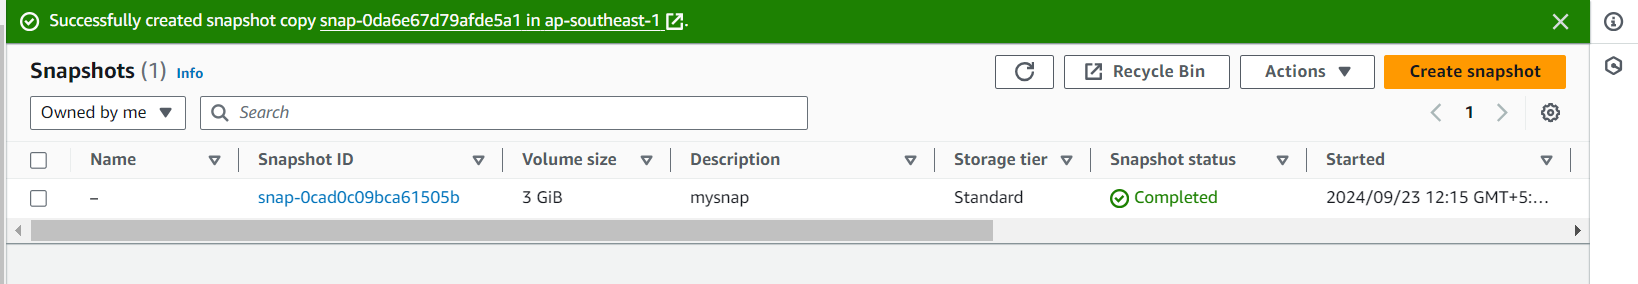 Successfully created snapshot copy snap-0da6e67d79afde5a1 in ap-southeast-1.
Snapshots (1) Info
Recycle Bin
Actions
Create snapshot
Owned by me
Search
1
Name
Snapshot ID
Volume size
Description
Storage tier
Snapshot status
Started
–
snap-0cad0c09bca61505b
3 GiB
mysnap
Standard
Completed
2024/09/23 12:15 GMT+5:...